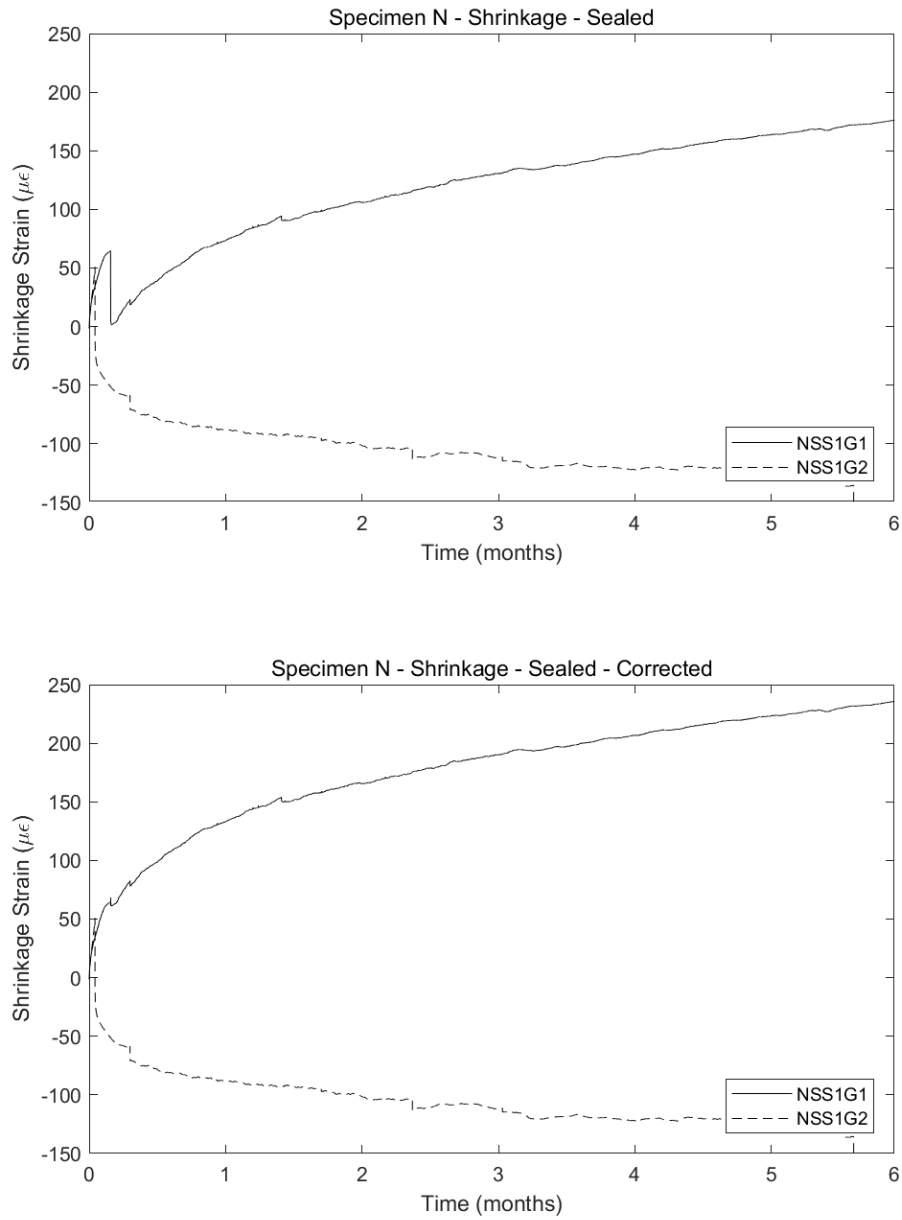 Specimen N - Shrinkage - Sealed
250
200
150
100
50
0
-50
-100
-150
Shrinkage Strain (με)
NSS1G1
NSS1G2
0 1 2 3 4 5 6
Time (months)
Specimen N - Shrinkage - Sealed - Corrected
250
200
150
100
50
0
-50
-100
-150
Shrinkage Strain (με)
NSS1G1
NSS1G2
0 1 2 3 4 5 6
Time (months)